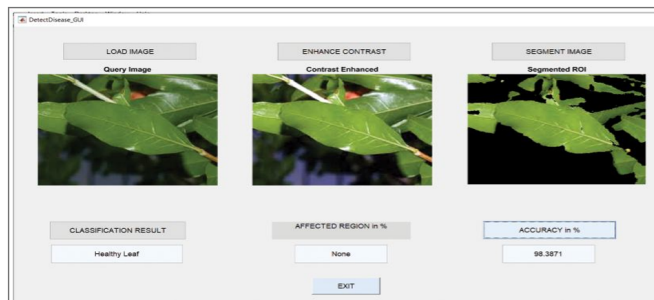 DetectDisease_GUI
LOAD IMAGE
ENHANCE CONTRAST
SEGMENT IMAGE
Query Image
Contrast Enhanced
Segmented ROI
CLASSIFICATION RESULT
AFFECTED REGION in %
ACCURACY in %
Healthy Leaf
None
98.3871
EXIT